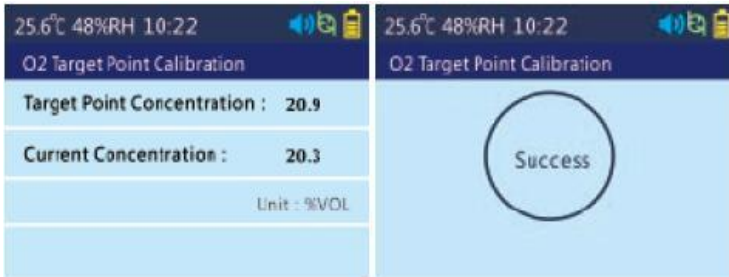 25.6℃ 48%RH 10:22
O2 Target Point Calibration
Target Point Concentration : 20.9
Current Concentration : 20.3
Unit : %VOL
25.6℃ 48%RH 10:22
O2 Target Point Calibration
Success